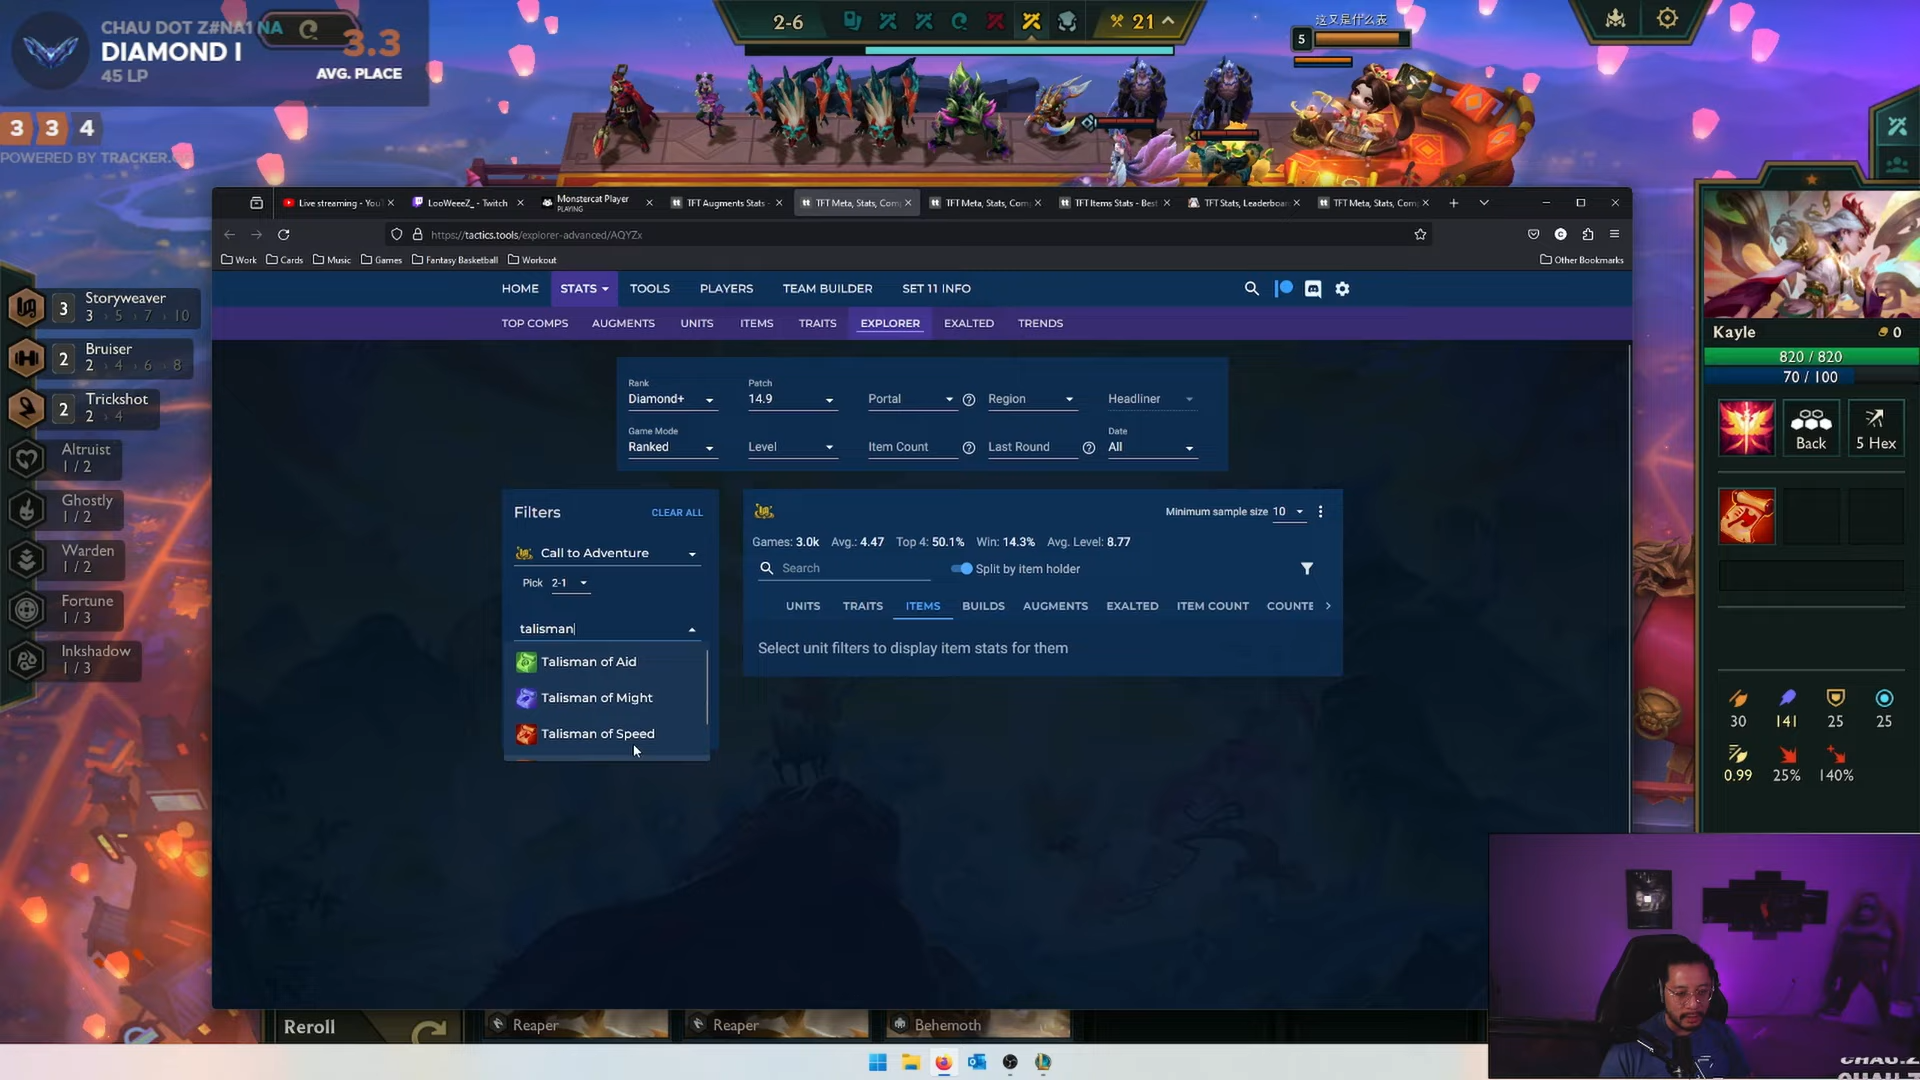 CHAU DOT Z#NA1 NA
DIAMOND I
45 LP
3.3
AVG. PLACE
3 3 4
POWERED BY TRACKER.
2-6
21
这又是什么衣
5
Live streaming - You
LooWeeeZ_ - Twitch
Monstercat Player
PLAYING
TFT Augments Stats -
TFT Meta, Stats, Com
TFT Meta, Stats, Com
TFT Items Stats - Best
TFT Stats, Leaderboar
TFT Meta, Stats, Com
https://tactics.tools/explorer-advanced/AQYZx
Work
Cards
Music
Games
Fantasy Basketball
Workout
Other Bookmarks
HOME
STATS
TOOLS
PLAYERS
TEAM BUILDER
SET 11 INFO
TOP COMPS
AUGMENTS
UNITS
ITEMS
TRAITS
EXPLORER
EXALTED
TRENDS
Rank
Diamond+
Patch
14.9
Portal
Region
Headliner
Game Mode
Ranked
Level
Item Count
Last Round
Date
All
Filters
CLEAR ALL
Call to Adventure
Pick 2-1
talisman
Talisman of Aid
Talisman of Might
Talisman of Speed
Minimum sample size 10
Games: 3.0k Avg.: 4.47 Top 4: 50.1% Win: 14.3% Avg. Level: 8.77
Search
Split by item holder
UNITS
TRAITS
ITEMS
BUILDS
AUGMENTS
EXALTED
ITEM COUNT
COUNTE
Select unit filters to display item stats for them
3
Storyweaver
3 › 5 › 7 › 10
2
Bruiser
2 › 4 › 6 › 8
2
Trickshot
2 › 4
Altruist
1 / 2
Ghostly
1 / 2
Warden
1 / 2
Fortune
1 / 3
Inkshadow
1 / 3
Kayle
0
820 / 820
70 / 100
Back
5 Hex
30
141
25
25
0.99
25%
140%
Reroll
Reaper
Reaper
Behemoth
CHAU.Z